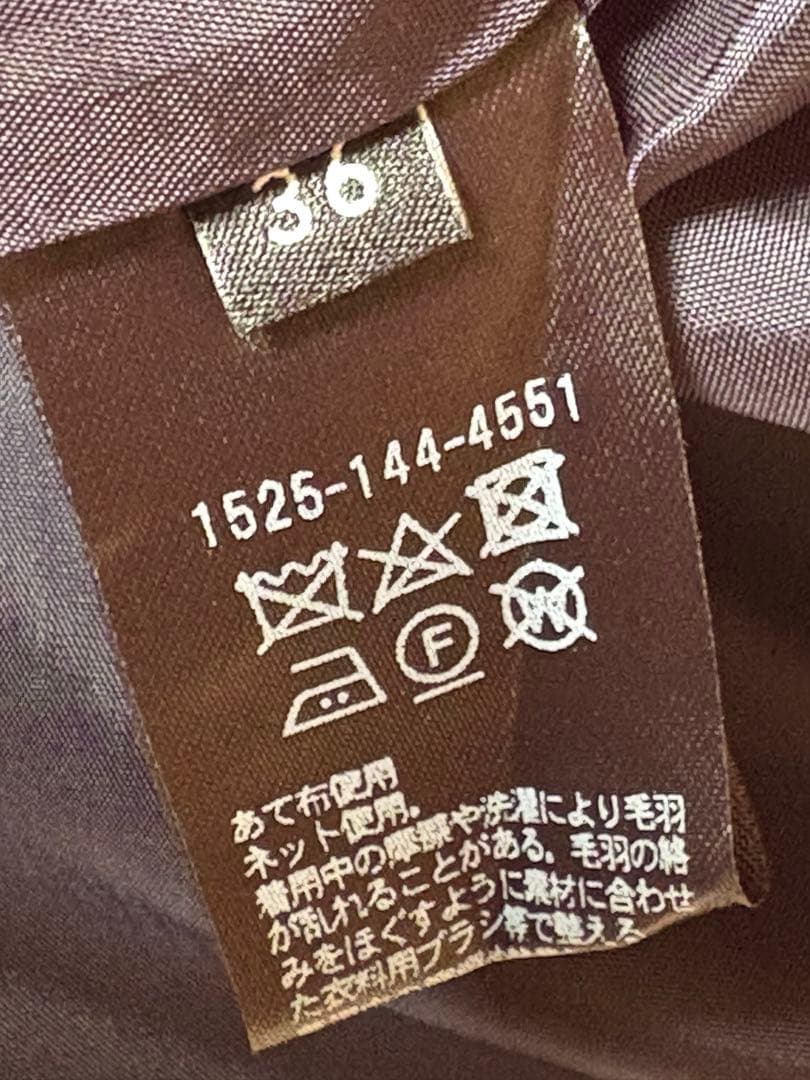 36
1525-144-4551
F
W
あて布使用
ネット使用.
着用中の摩擦や洗濯により毛羽
が乱れることがある.毛羽の絡
みをほぐすように素材に合わせ
た衣料用ブラシ等で整える